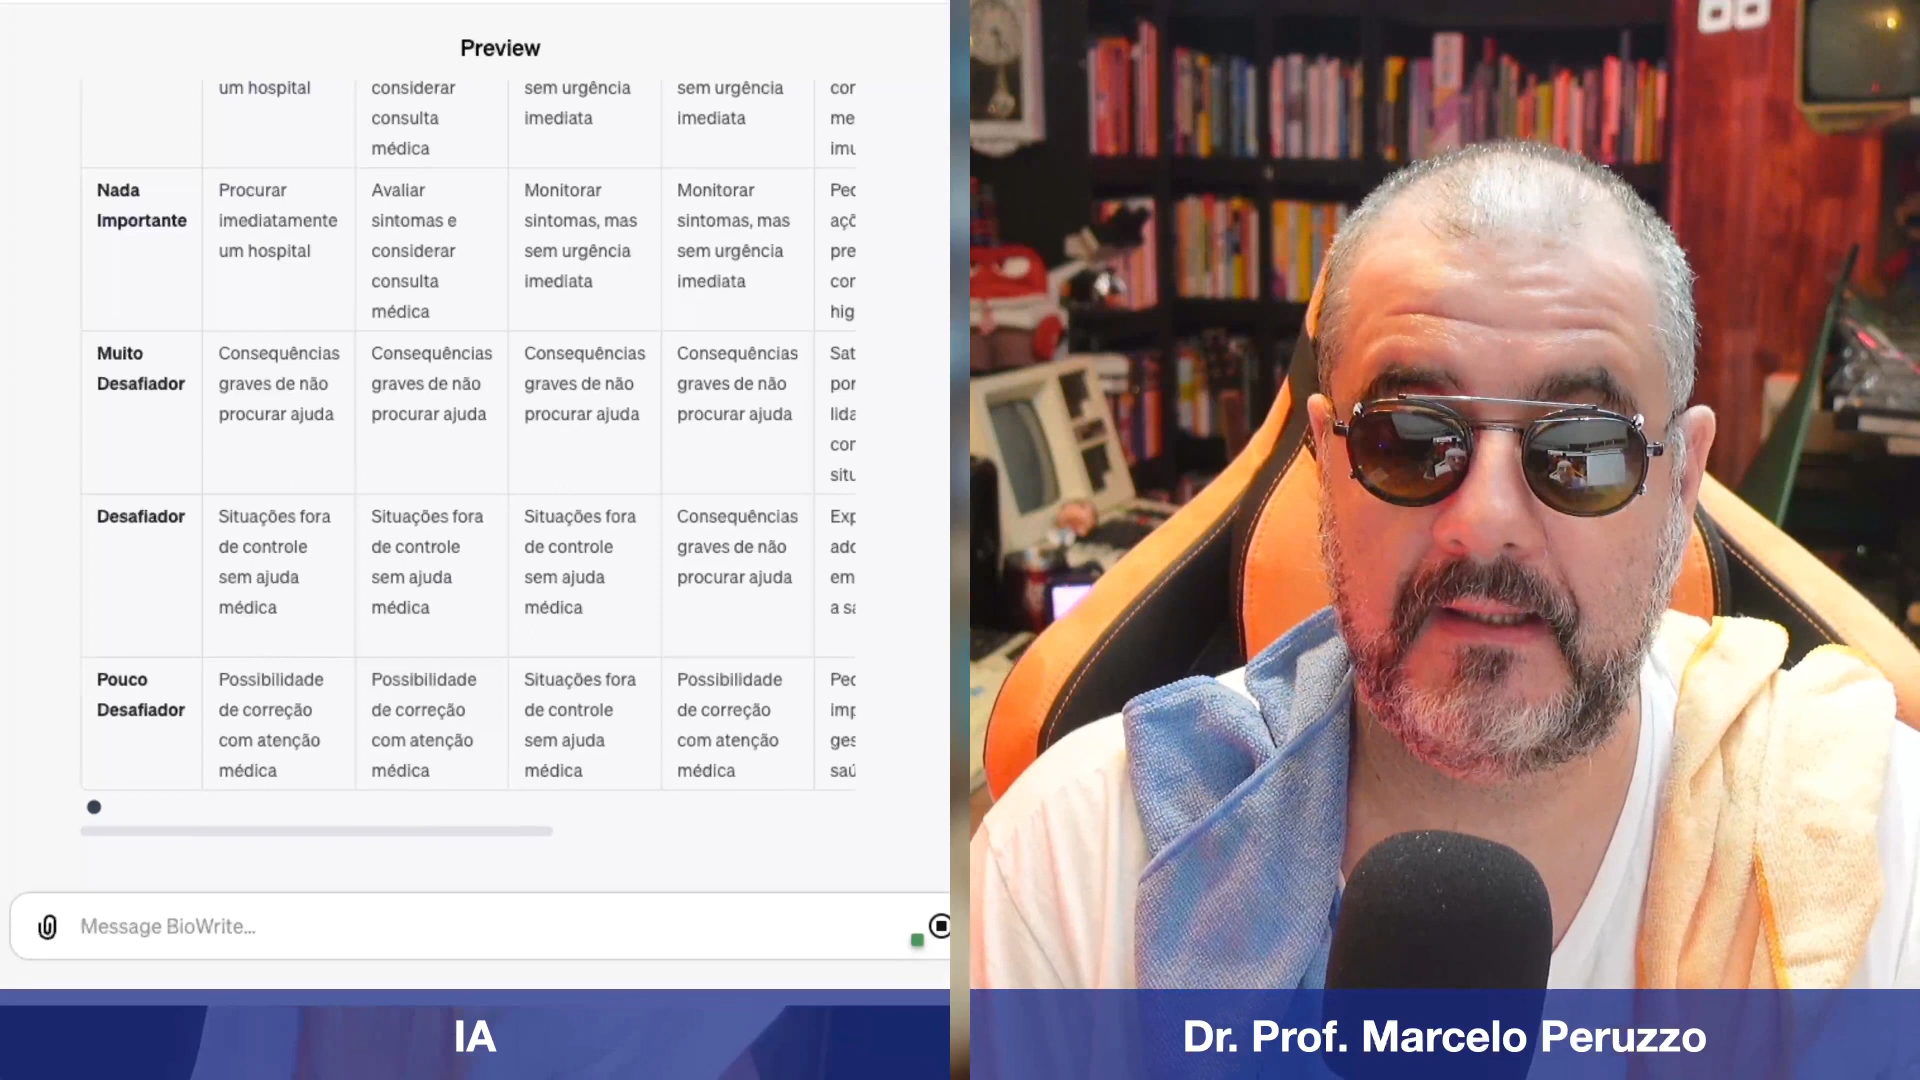 Preview
um hospital
considerar
consulta
médica
sem urgência
imediata
sem urgência
imediata
Nada
Importante
Procurar
imediatamente
um hospital
Avaliar
sintomas e
considerar
consulta
médica
Monitorar
sintomas, mas
sem urgência
imediata
Monitorar
sintomas, mas
sem urgência
imediata
Muito
Desafiador
Consequências
graves de não
procurar ajuda
Consequências
graves de não
procurar ajuda
Consequências
graves de não
procurar ajuda
Consequências
graves de não
procurar ajuda
Desafiador
Situações fora
de controle
sem ajuda
médica
Situações fora
de controle
sem ajuda
médica
Situações fora
de controle
sem ajuda
médica
Consequências
graves de não
procurar ajuda
Pouco
Desafiador
Possibilidade
de correção
com atenção
médica
Possibilidade
de correção
com atenção
médica
Situações fora
de controle
sem ajuda
médica
Possibilidade
de correção
com atenção
médica
Message BioWrite...
IA
Dr. Prof. Marcelo Peruzzo